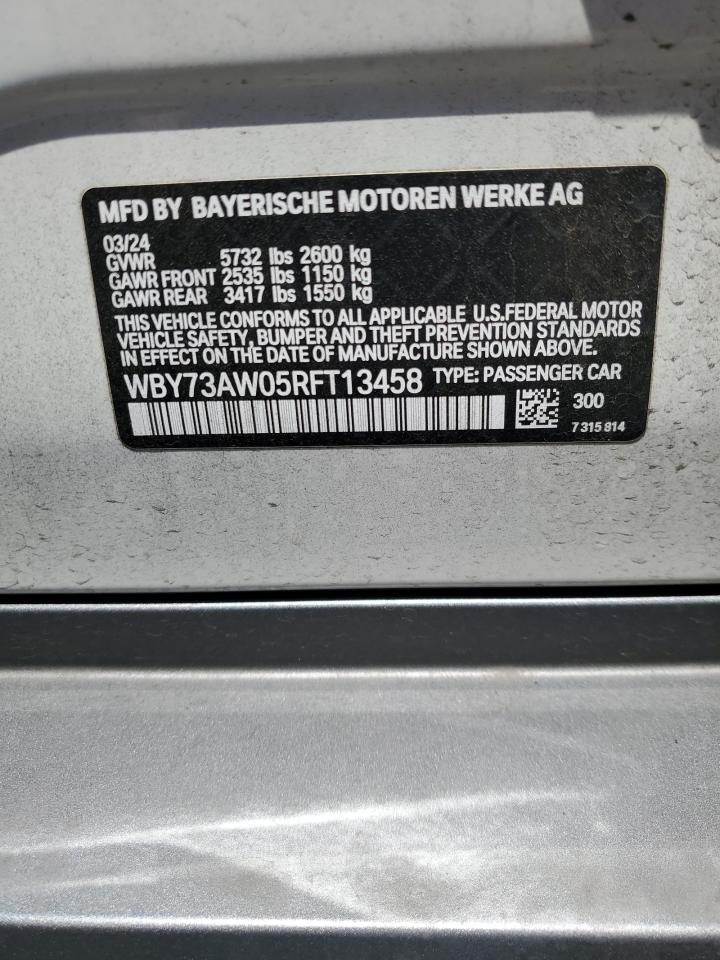 MFD BY BAYERISCHE MOTOREN WERKE AG
03/24
GVWR 5732 lbs 2600 kg
GAWR FRONT 2535 lbs 1150 kg
GAWR REAR 3417 lbs 1550 kg
THIS VEHICLE CONFORMS TO ALL APPLICABLE U.S.FEDERAL MOTOR
VEHICLE SAFETY, BUMPER AND THEFT PREVENTION STANDARDS
IN EFFECT ON THE DATE OF MANUFACTURE SHOWN ABOVE.
WBY73AW05RFT13458 TYPE: PASSENGER CAR
300
7 315 814